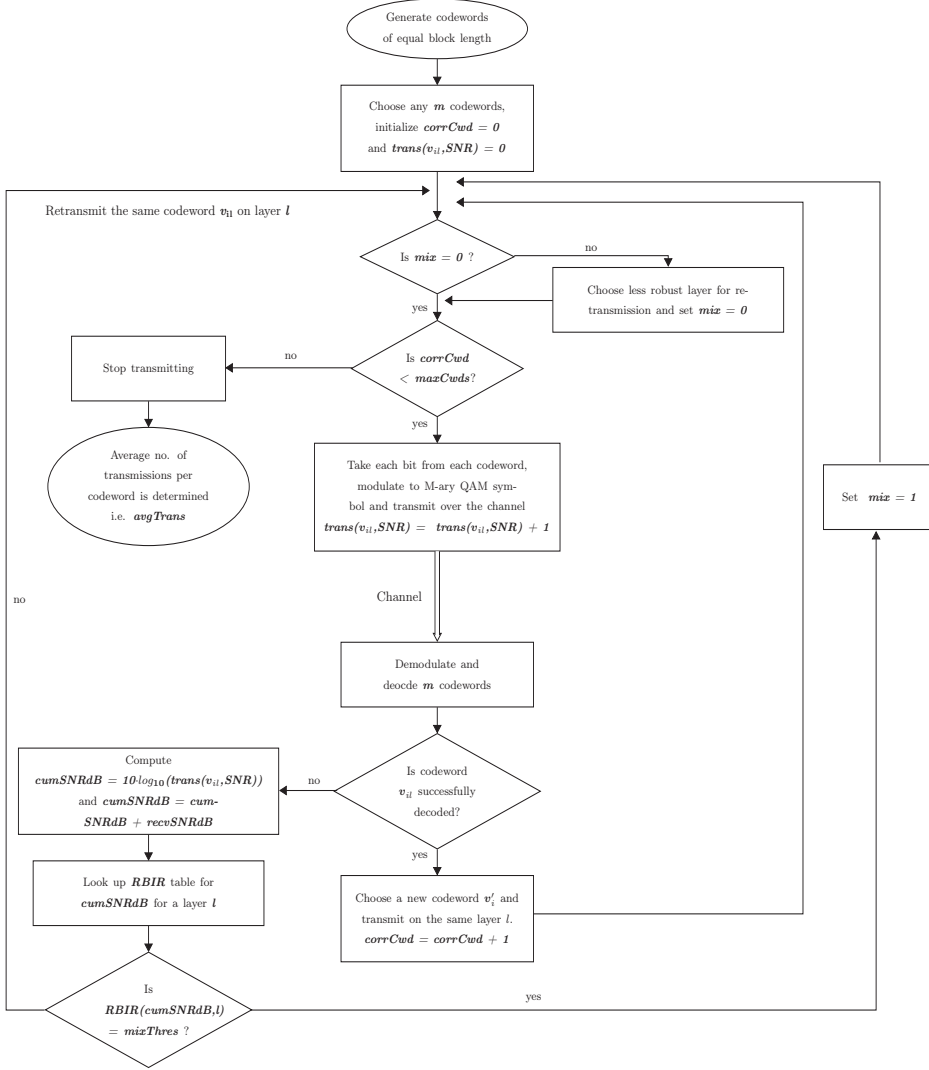 Generate codewords
of equal block length
Choose any m codewords,
initialize corrCwd = 0
and trans(v_il,SNR) = 0
Retransmit the same codeword v_il on layer l
Is mix = 0 ?
no
Choose less robust layer for re-
transmission and set mix = 0
yes
Is corrCwd
< maxCwds?
no
Stop transmitting
yes
Average no. of
transmissions per
codeword is determined
i.e. avgTrans
Take each bit from each codeword,
modulate to M-ary QAM sym-
bol and transmit over the channel
trans(v_il,SNR) = trans(v_il,SNR) + 1
Set mix = 1
no
Channel
Demodulate and
deocde m codewords
Compute
cumSNRdB = 10·log10(trans(v_il,SNR))
and cumSNRdB = cum-
SNRdB + recvSNRdB
no
Is codeword
v_il successfully
decoded?
yes
Look up RBIR table for
cumSNRdB for a layer l
Choose a new codeword v′_i and
transmit on the same layer l.
corrCwd = corrCwd + 1
Is
RBIR(cumSNRdB,l)
= mixThres ?
yes